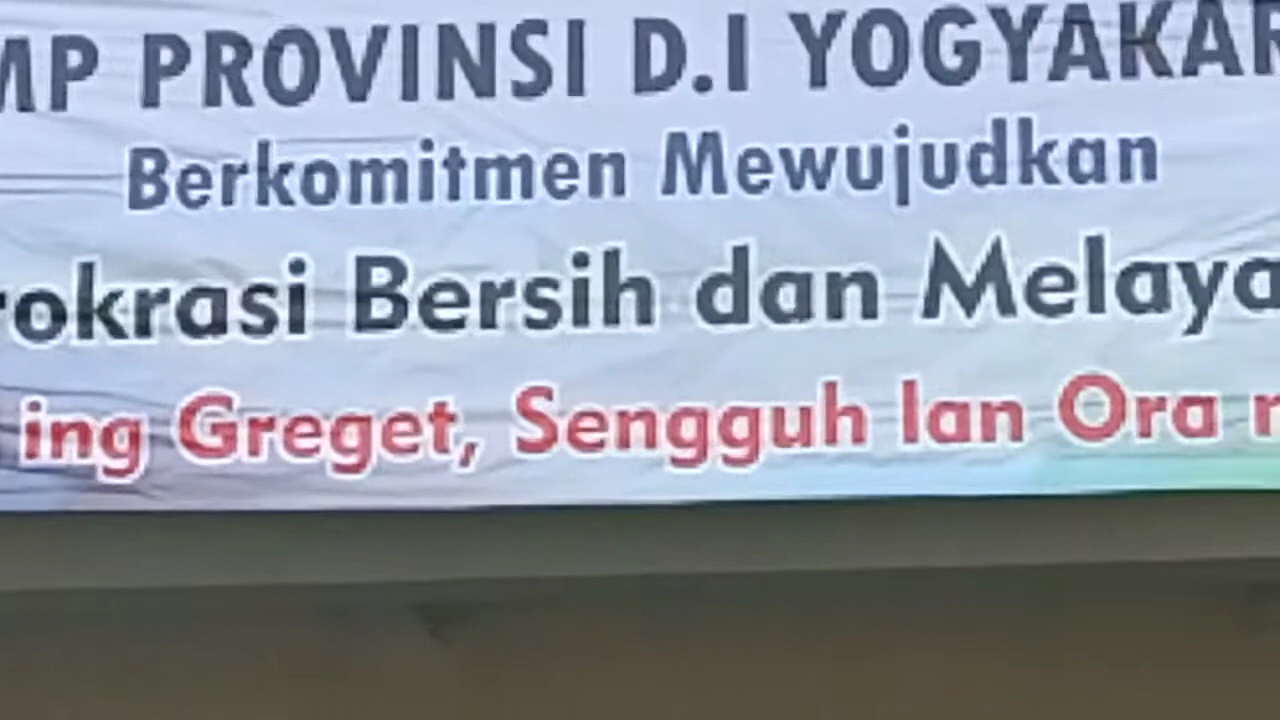 MP PROVINSI D.I YOGYAKAR
Berkomitmen Mewujudkan
rokrasi Bersih dan Melaya
ing Greget, Sengguh lan Ora